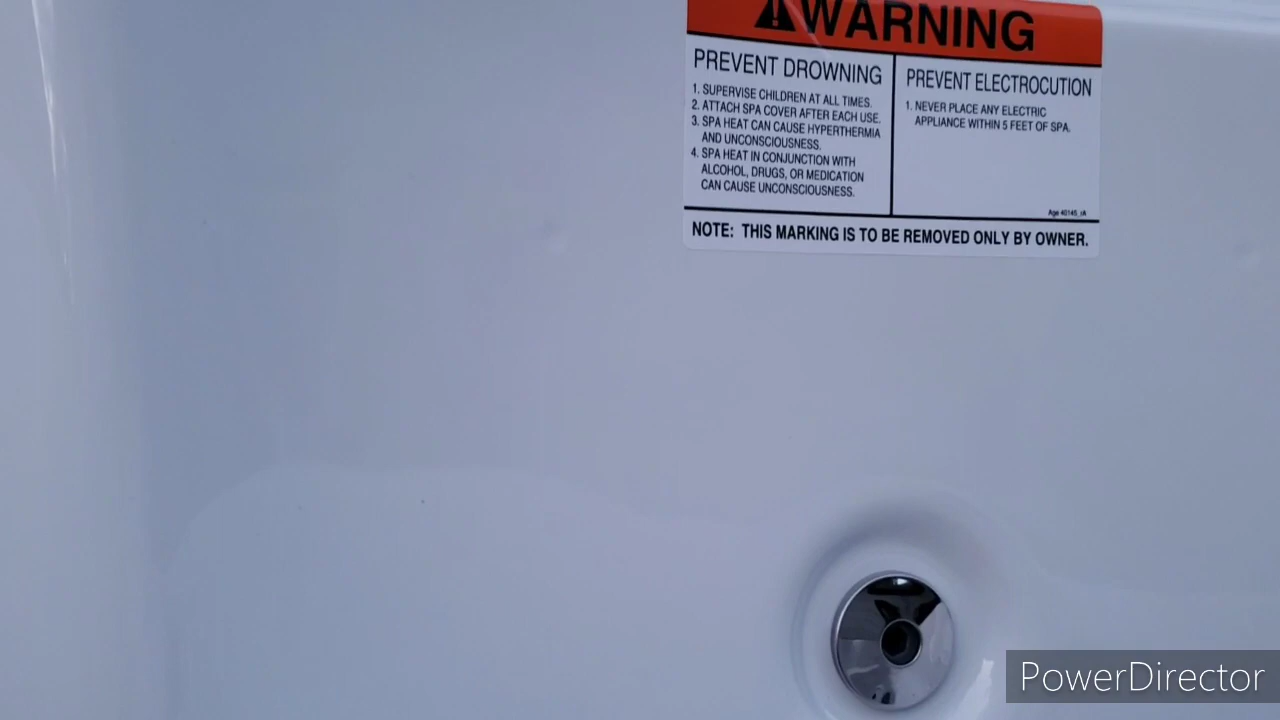 WARNING
PREVENT DROWNING
1. SUPERVISE CHILDREN AT ALL TIMES.
2. ATTACH SPA COVER AFTER EACH USE.
3. SPA HEAT CAN CAUSE HYPERTHERMIA
AND UNCONSCIOUSNESS.
4. SPA HEAT IN CONJUNCTION WITH
ALCOHOL, DRUGS, OR MEDICATION
CAN CAUSE UNCONSCIOUSNESS.
PREVENT ELECTROCUTION
1. NEVER PLACE ANY ELECTRIC
APPLIANCE WITHIN 5 FEET OF SPA.
NOTE: THIS MARKING IS TO BE REMOVED ONLY BY OWNER.
PowerDirector